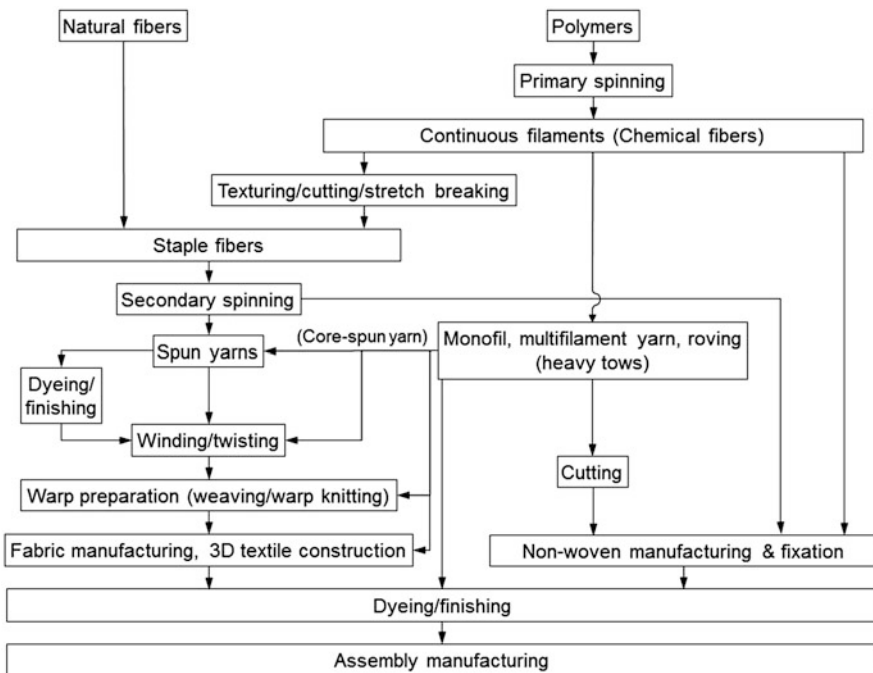 Natural fibers
Polymers
Primary spinning
Continuous filaments (Chemical fibers)
Texturing/cutting/stretch breaking
Staple fibers
Secondary spinning
(Core-spun yarn)
Monofil, multifilament yarn, roving
(heavy tows)
Spun yarns
Dyeing/
finishing
Winding/twisting
Cutting
Warp preparation (weaving/warp knitting)
Fabric manufacturing, 3D textile construction
Non-woven manufacturing & fixation
Dyeing/finishing
Assembly manufacturing